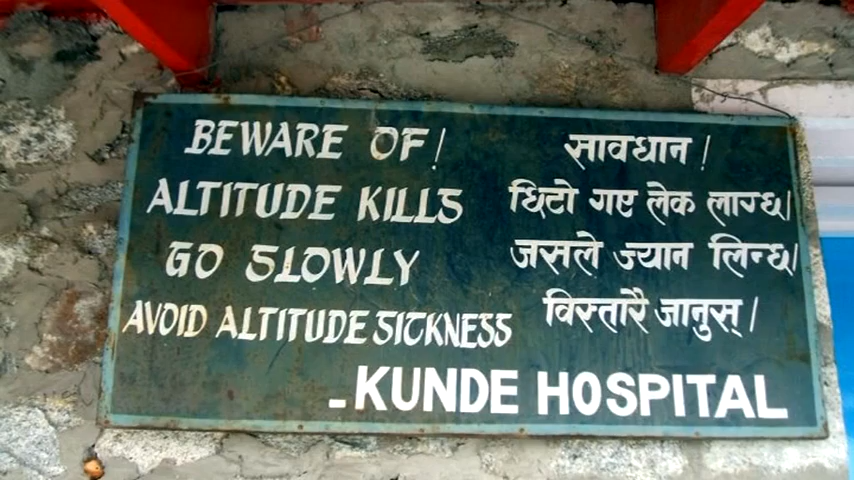 BEWARE OF!
ALTITUDE KILLS
GO SLOWLY
AVOID ALTITUDE SICKNESS
सावधान!
छिटो गए लेक लाग्छ।
जसले ज्यान लिन्छ।
विस्तारै जानुस्।
-KUNDE HOSPITAL